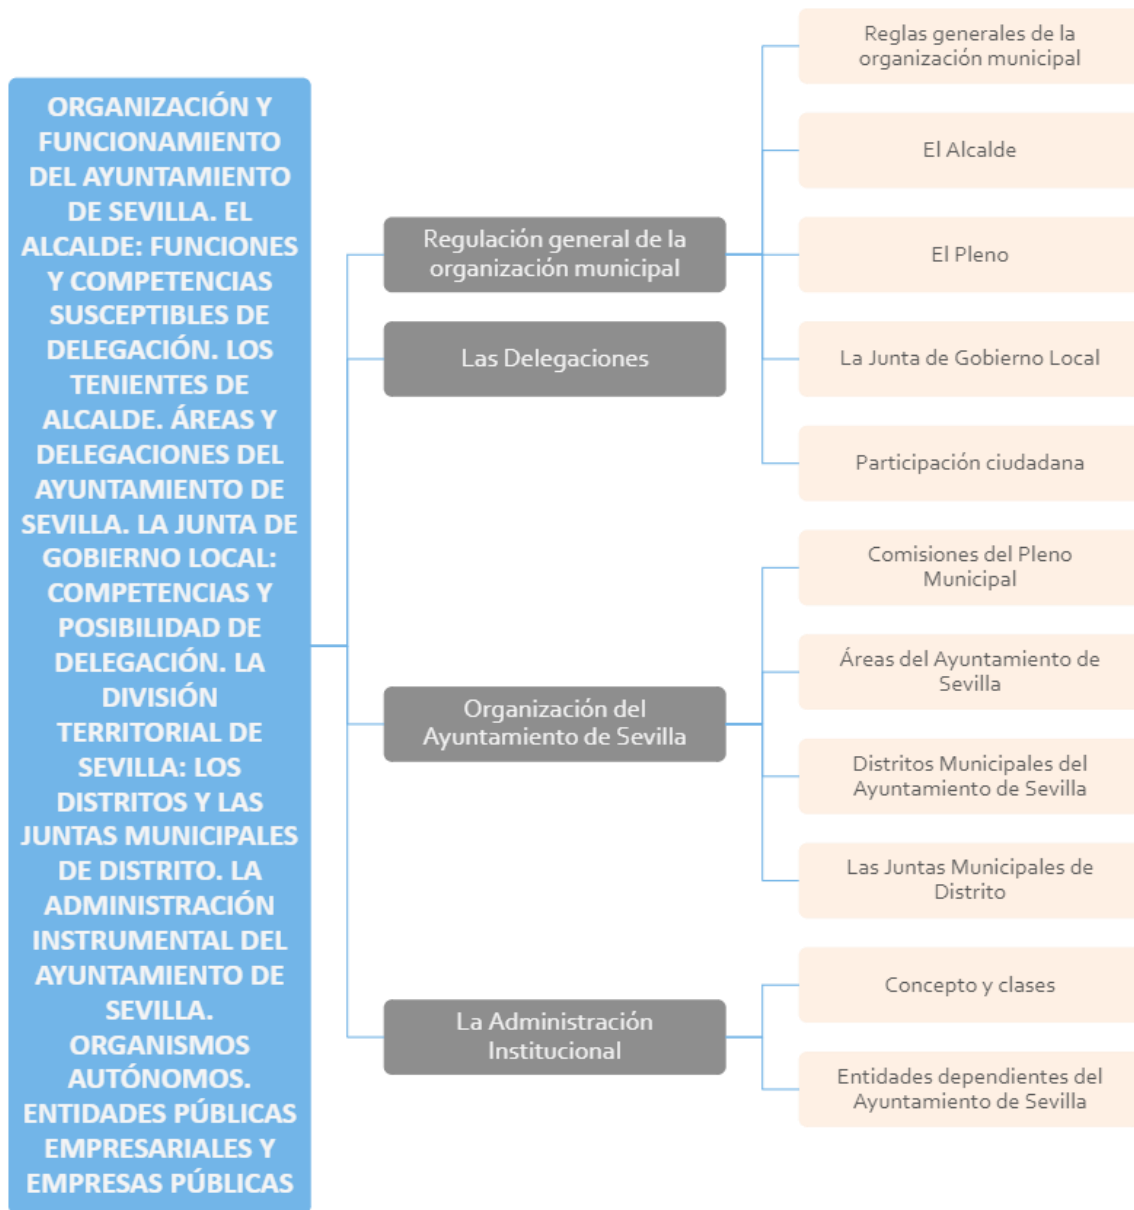 ORGANIZACIÓN Y
FUNCIONAMIENTO
DEL AYUNTAMIENTO
DE SEVILLA. EL
ALCALDE: FUNCIONES
Y COMPETENCIAS
SUSCEPTIBLES DE
DELEGACIÓN. LOS
TENIENTES DE
ALCALDE. ÁREAS Y
DELEGACIONES DEL
AYUNTAMIENTO DE
SEVILLA. LA JUNTA DE
GOBIERNO LOCAL:
COMPETENCIAS Y
POSIBILIDAD DE
DELEGACIÓN. LA
DIVISIÓN
TERRITORIAL DE
SEVILLA: LOS
DISTRITOS Y LAS
JUNTAS MUNICIPALES
DE DISTRITO. LA
ADMINISTRACIÓN
INSTRUMENTAL DEL
AYUNTAMIENTO DE
SEVILLA.
ORGANISMOS
AUTÓNOMOS.
ENTIDADES PÚBLICAS
EMPRESARIALES Y
EMPRESAS PÚBLICAS
Regulación general de la
organización municipal
Reglas generales de la
organización municipal
El Alcalde
El Pleno
La Junta de Gobierno Local
Participación ciudadana
Las Delegaciones
Organización del
Ayuntamiento de Sevilla
Comisiones del Pleno
Municipal
Áreas del Ayuntamiento de
Sevilla
Distritos Municipales del
Ayuntamiento de Sevilla
Las Juntas Municipales de
Distrito
La Administración
Institucional
Concepto y clases
Entidades dependientes del
Ayuntamiento de Sevilla